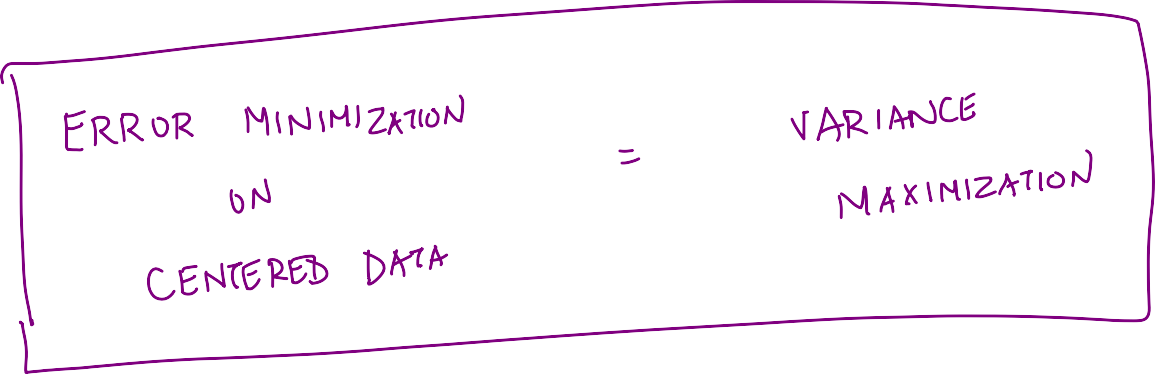 ERROR MINIMIZATION
ON
CENTERED DATA
=
VARIANCE
MAXIMIZATION